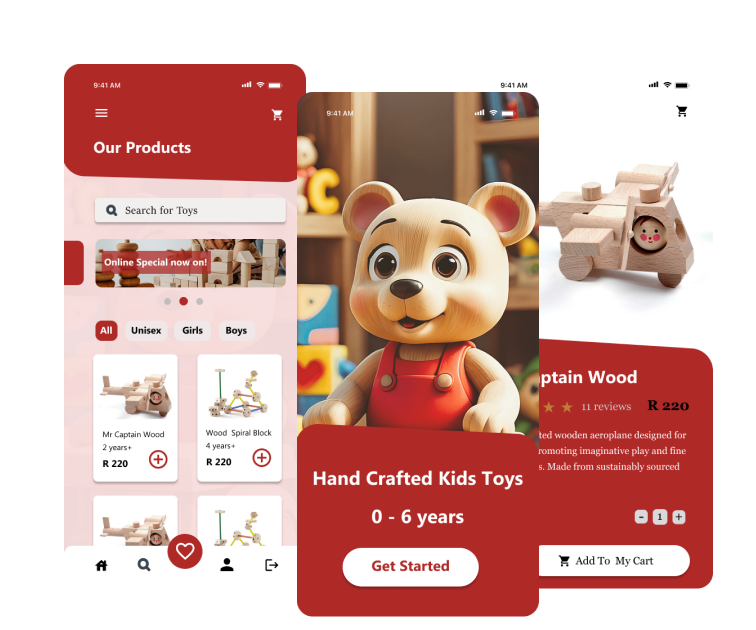 9:41 AM
Our Products
Search for Toys
Online Special now on!
All Unisex Girls Boys
Mr Captain Wood
2 years+
R 220
Wood Spiral Block
4 years+
R 220
9:41 AM
C
Hand Crafted Kids Toys
0 - 6 years
Get Started
9:41 AM
Wood
11 reviews R 220
wooden aeroplane designed for
imaginative play and fine
Made from sustainably sourced
- 1 +
Add To My Cart